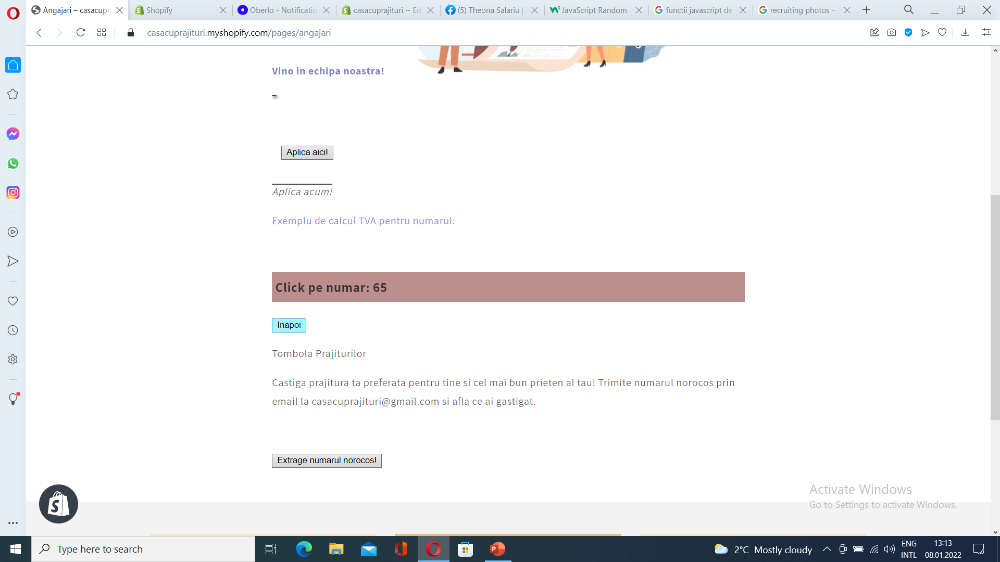 Angajari – casacupra
Shopify
Oberlo - Notificatio
casacuprajituri ~ Ed
(5) Theona Salariu |
W3 JavaScript Random
functii javascript de
recruiting photos –
casacuprajituri.myshopify.com/pages/angajari
Vino in echipa noastra!
Aplica aici!
Aplica acum!
Exemplu de calcul TVA pentru numarul:
Click pe numar: 65
Inapoi
Tombola Prajiturilor
Castiga prajitura ta preferata pentru tine si cel mai bun prieten al tau! Trimite numarul norocos prin
email la casacuprajituri@gmail.com si afla ce ai gastigat.
Extrage numarul norocos!
Activate Windows
Go to Settings to activate Windows.
Type here to search
2°C Mostly cloudy
ENG
INTL
13:13
08.01.2022